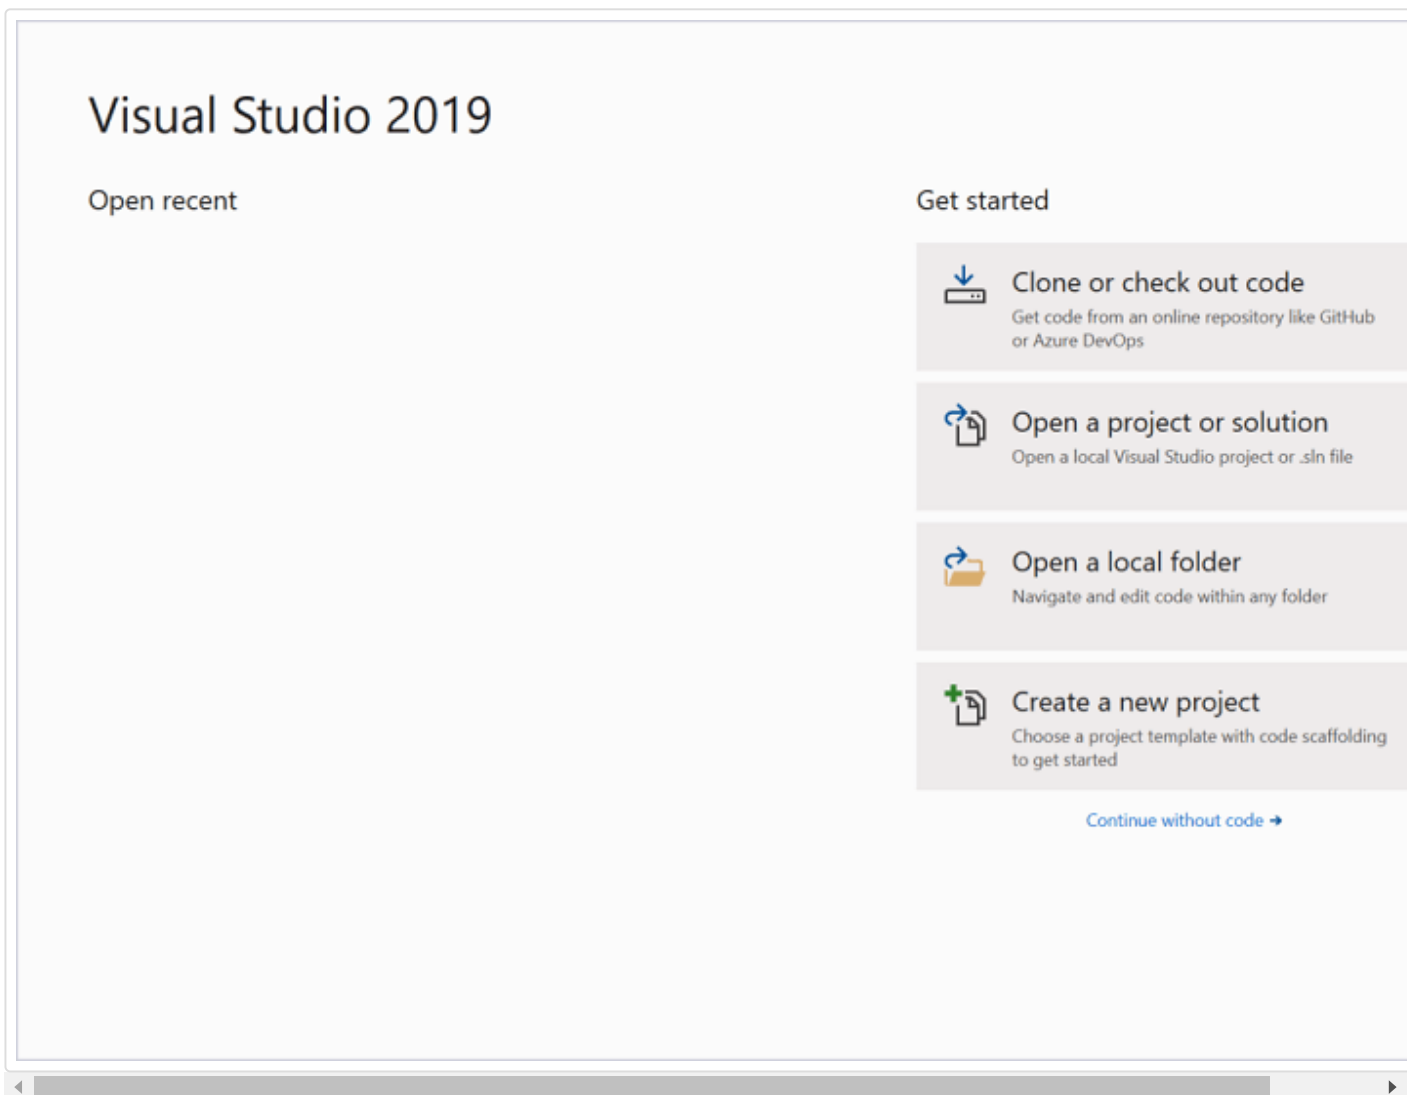 Visual Studio 2019
Open recent
Get started
Clone or check out code
Get code from an online repository like GitHub
or Azure DevOps
Open a project or solution
Open a local Visual Studio project or .sln file
Open a local folder
Navigate and edit code within any folder
Create a new project
Choose a project template with code scaffolding
to get started
Continue without code